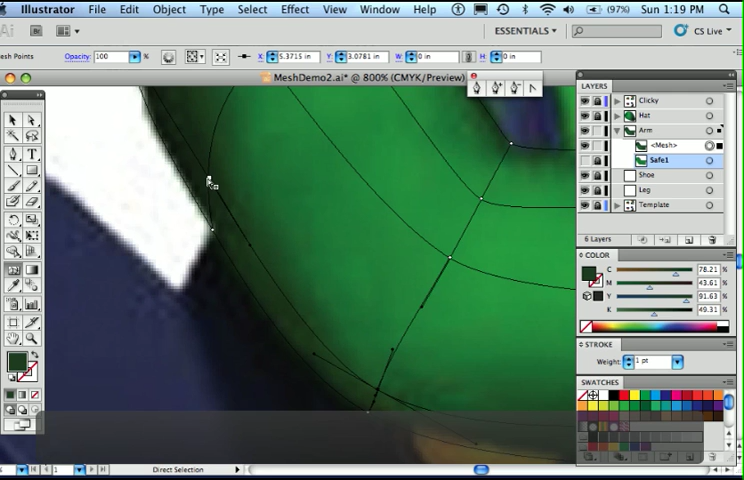 Illustrator File Edit Object Type Select Effect View Window Help (97%) Sun 1:19 PM
Br ESSENTIALS CS Live
Mesh Points Opacity: 100 % X: 5.3715 in Y: 3.0781 in W: 0 in H: 0 in
MeshDemo2.ai* @ 800% (CMYK/Preview)
LAYERS
Clicky
Hat
Arm
<Mesh>
Safe1
Shoe
Leg
Template
6 Layers
COLOR
C 78.21 %
M 43.61 %
Y 91.63 %
K 49.31 %
STROKE
Weight: 1 pt
SWATCHES
1 Direct Selection